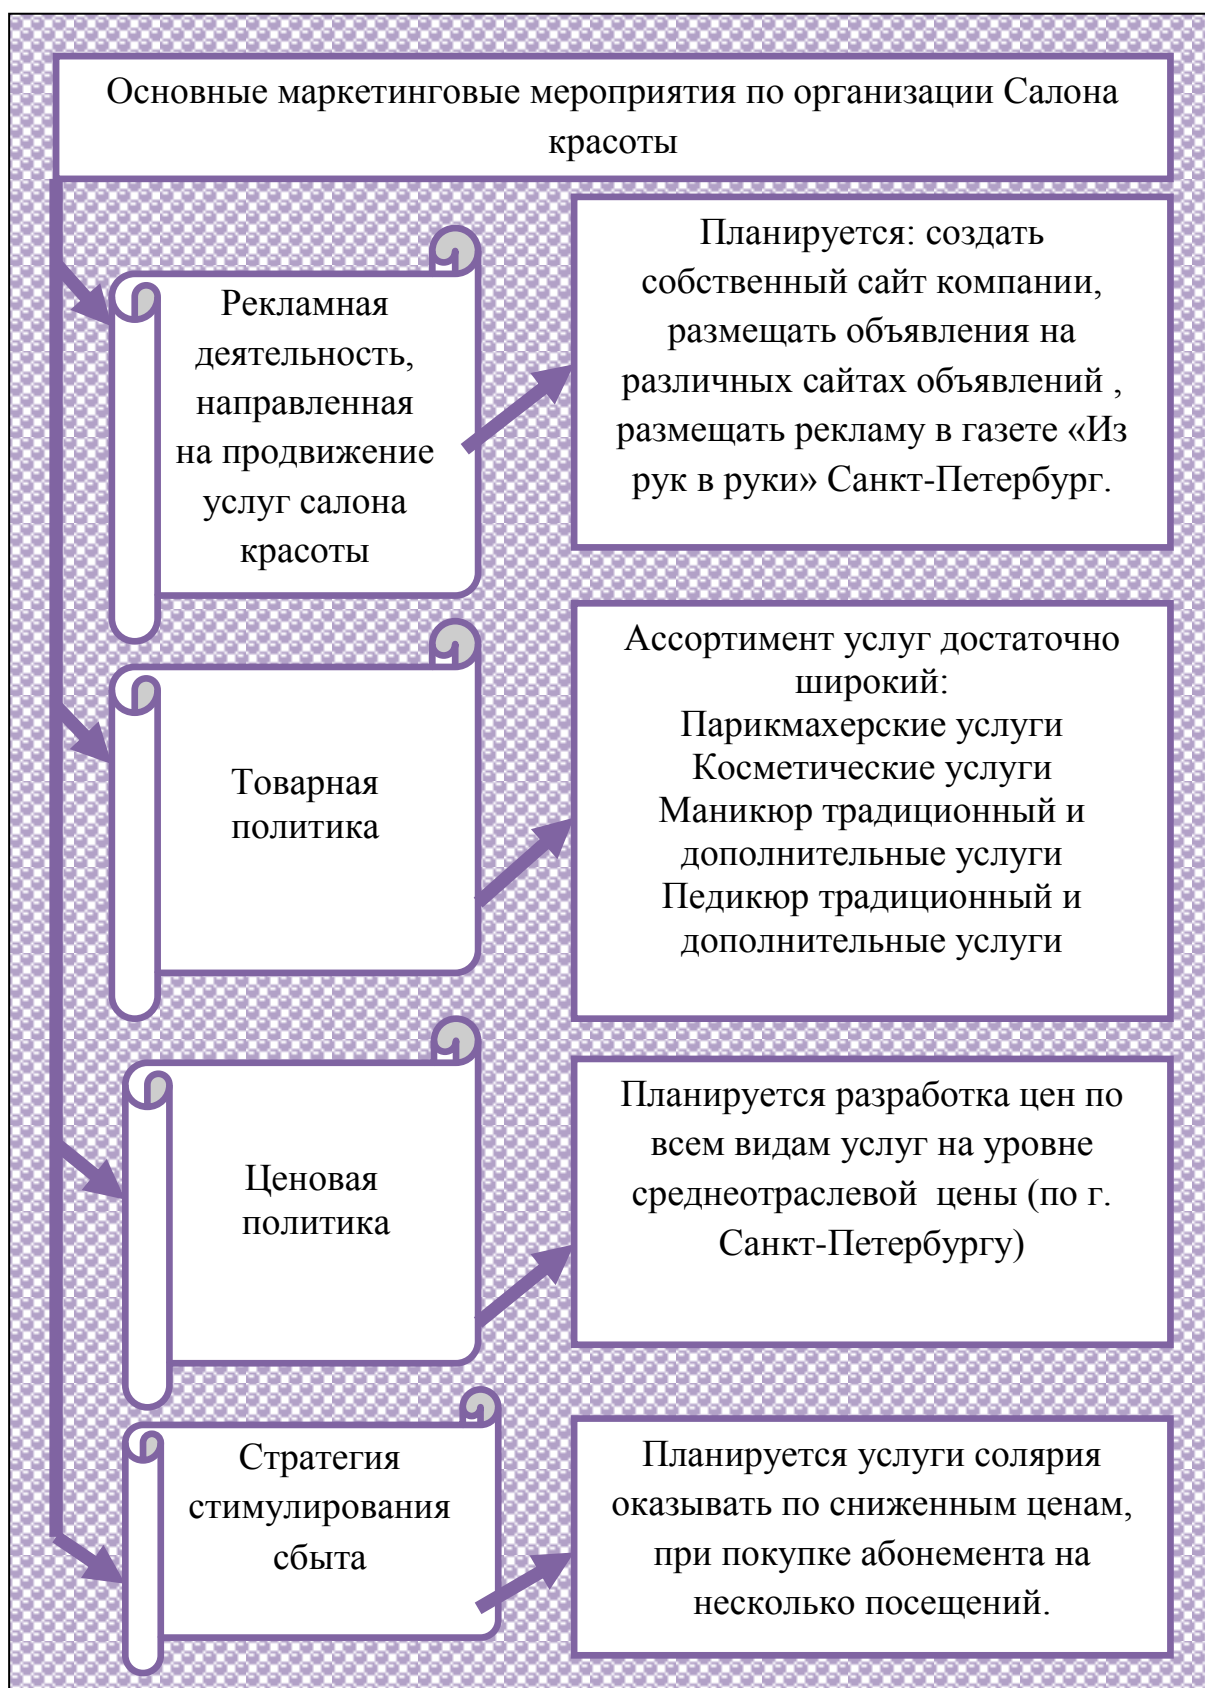 Основные маркетинговые мероприятия по организации Салона
красоты
Рекламная
деятельность,
направленная
на продвижение
услуг салона
красоты
Планируется: создать
собственный сайт компании,
размещать объявления на
различных сайтах объявлений ,
размещать рекламу в газете «Из
рук в руки» Санкт-Петербург.
Товарная
политика
Ассортимент услуг достаточно
широкий:
Парикмахерские услуги
Косметические услуги
Маникюр традиционный и
дополнительные услуги
Педикюр традиционный и
дополнительные услуги
Ценовая
политика
Планируется разработка цен по
всем видам услуг на уровне
среднеотраслевой  цены (по г.
Санкт-Петербургу)
Стратегия
стимулирования
сбыта
Планируется услуги солярия
оказывать по сниженным ценам,
при покупке абонемента на
несколько посещений.